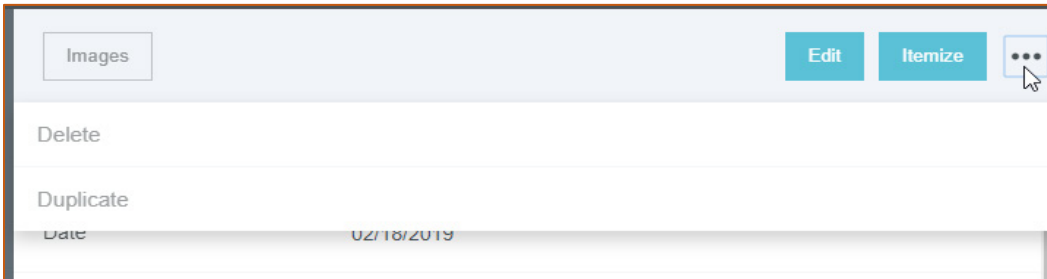 Images Edit Itemize •••
Delete
Duplicate
Date 02/18/2019